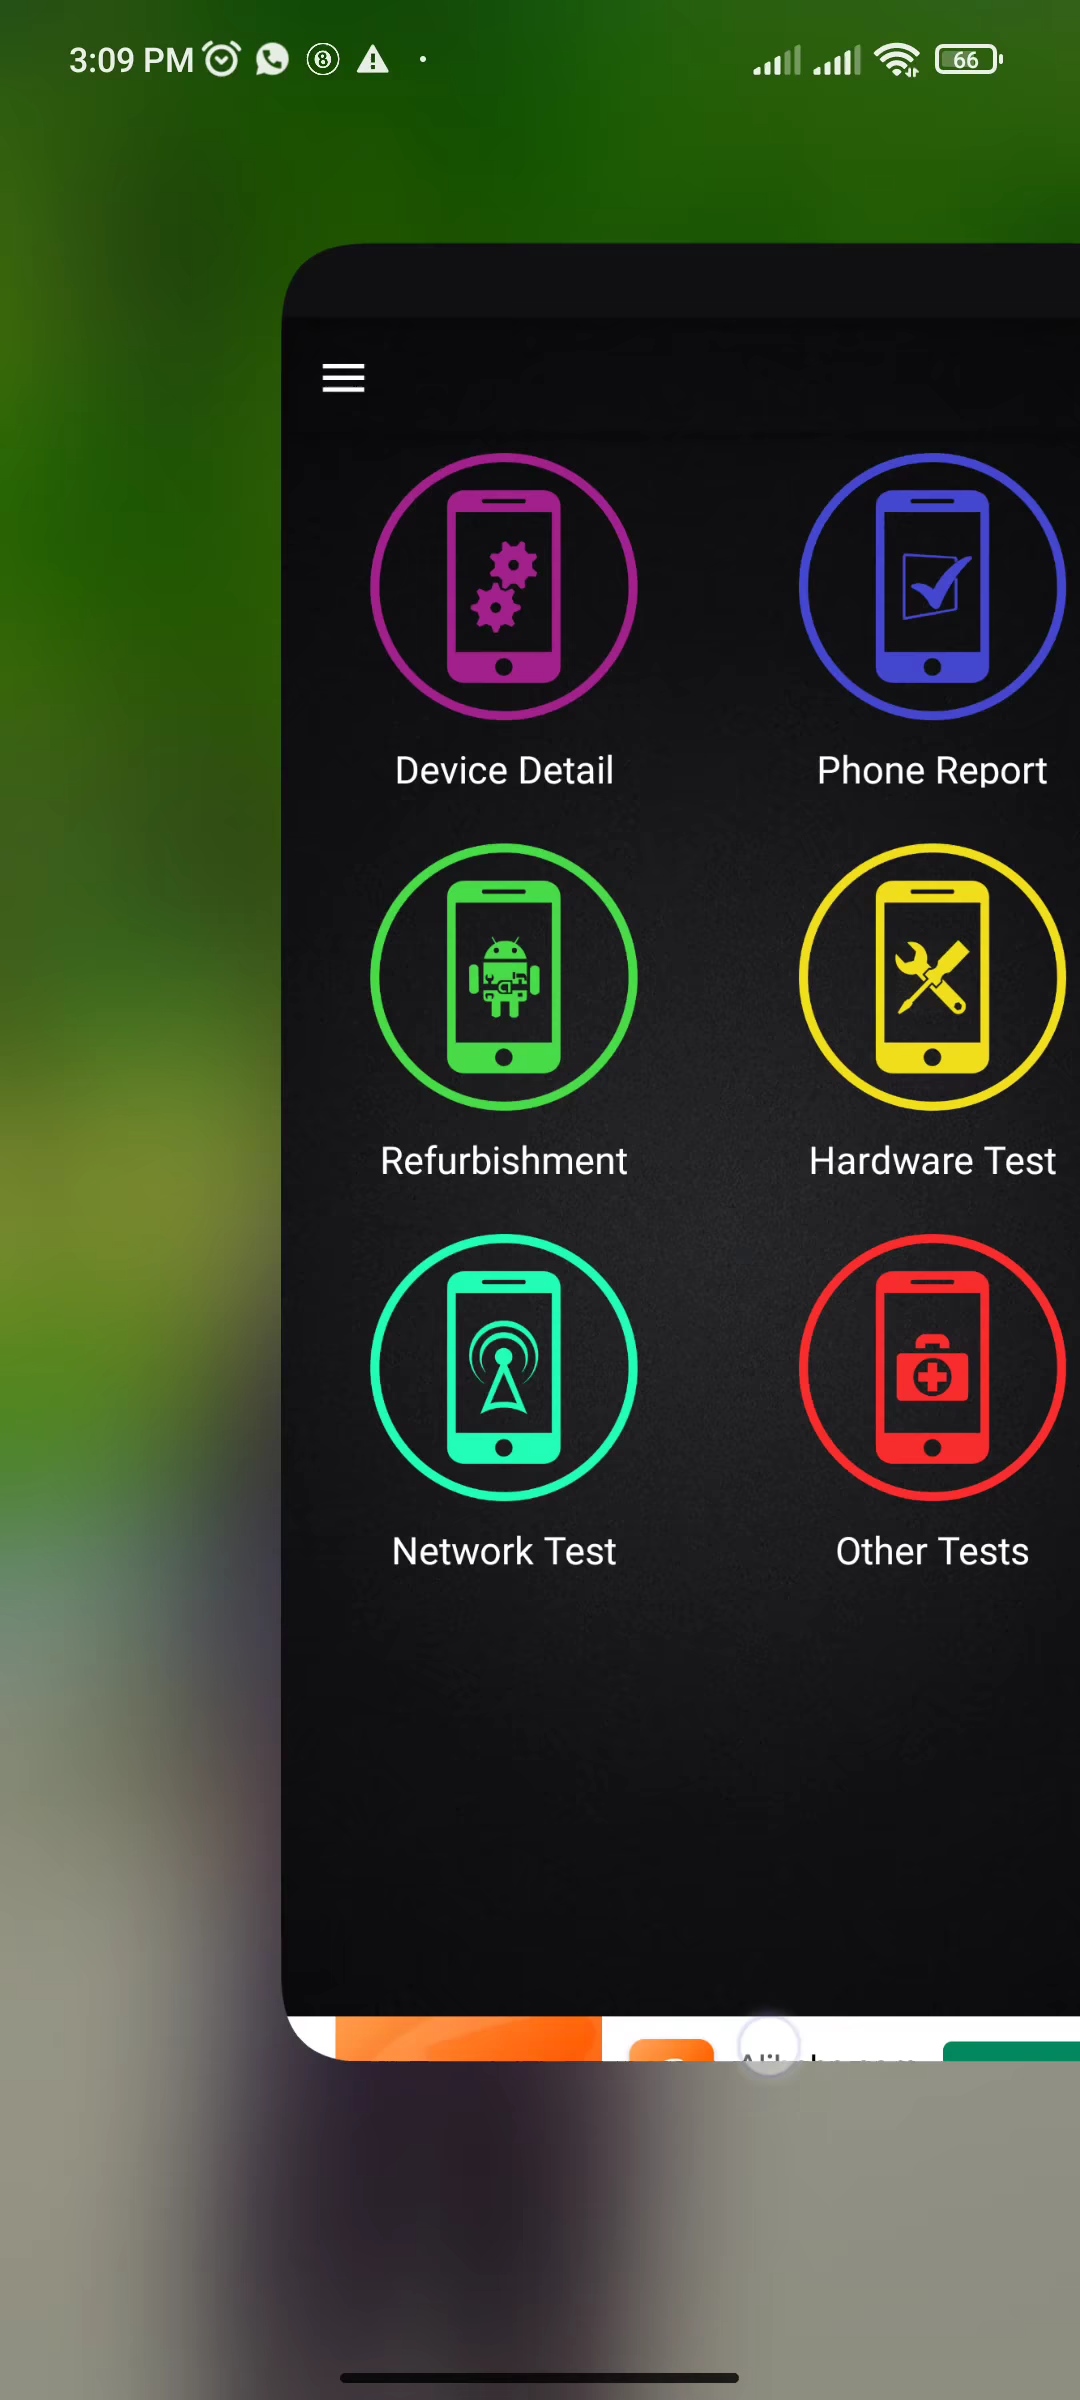 3:09 PM
66
Device Detail
Phone Report
Refurbishment
Hardware Test
Network Test
Other Tests